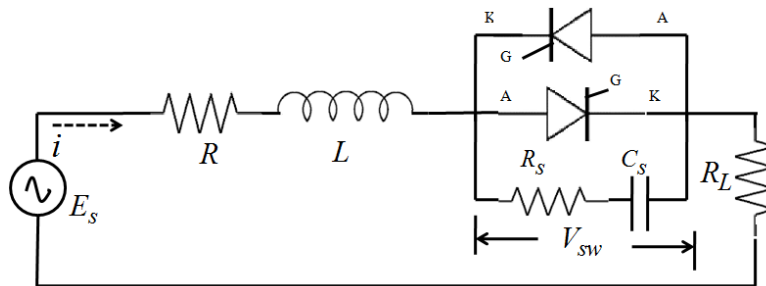 K A
G
G
A K
i R L R_s C_s R_L
E_s
V_sw